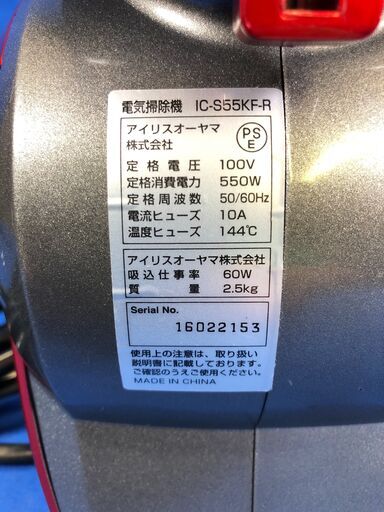 電気掃除機 IC-S55KF-R
アイリスオーヤマ
株式会社
PS
E
定格電圧 100V
定格消費電力 550W
定格周波数 50/60Hz
電流ヒューズ 10A
温度ヒューズ 144℃
アイリスオーヤマ株式会社
吸込仕事率 60W
質量 2.5kg
Serial No.
16022153
使用上の注意は、取り扱い
説明書に記載しております。
ご確認のうえご使用ください。
MADE IN CHINA